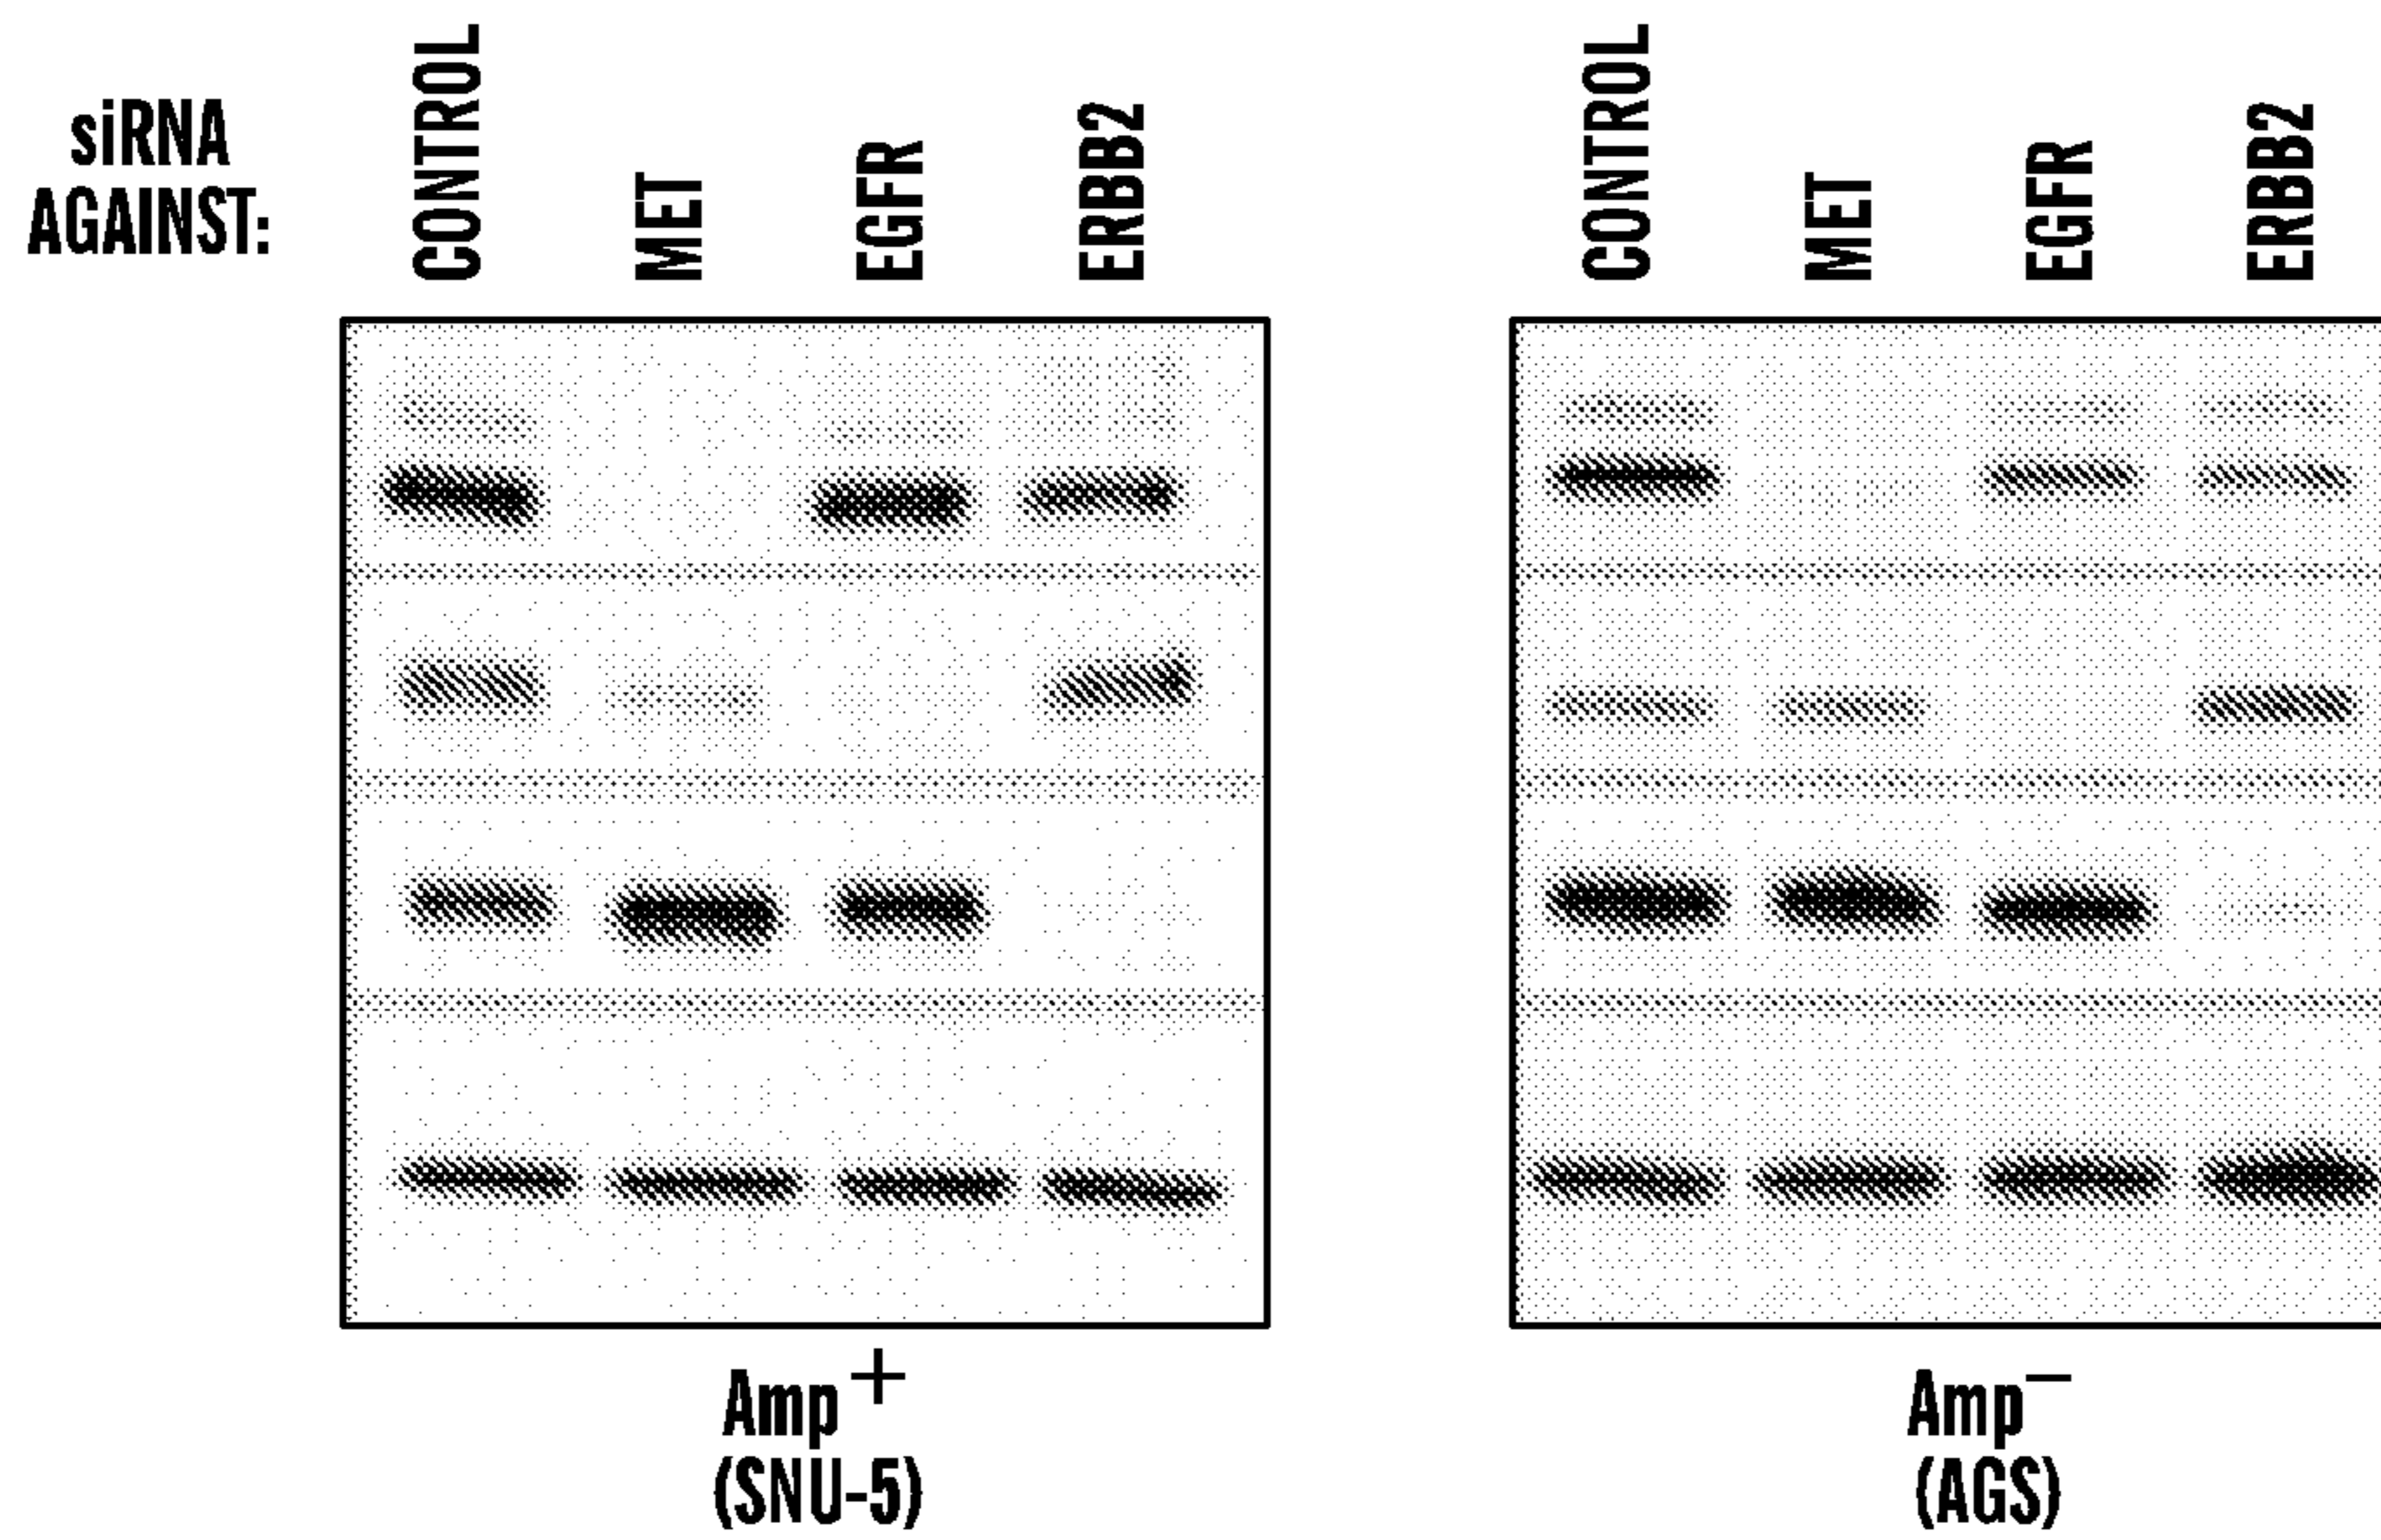 siRNA
AGAINST:
CONTROL
MET
EGFR
ERBB2
CONTROL
MET
EGFR
ERBB2
Amp+
(SNU-5)
Amp−
(AGS)